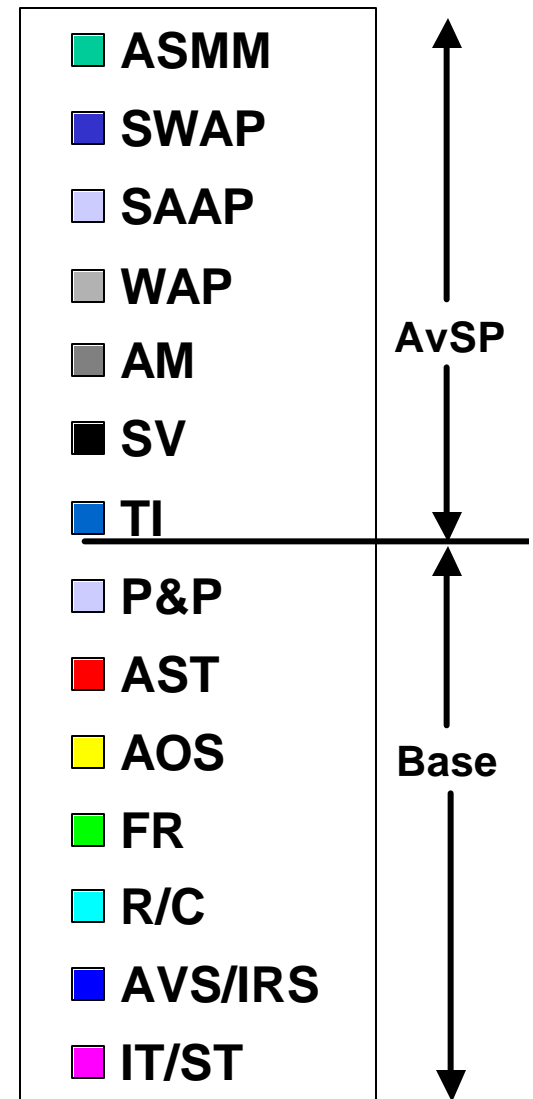 ASMM
SWAP
SAAP
WAP
AM
SV
TI
AvSP
P&P
AST
AOS
FR
R/C
AVS/IRS
IT/ST
Base